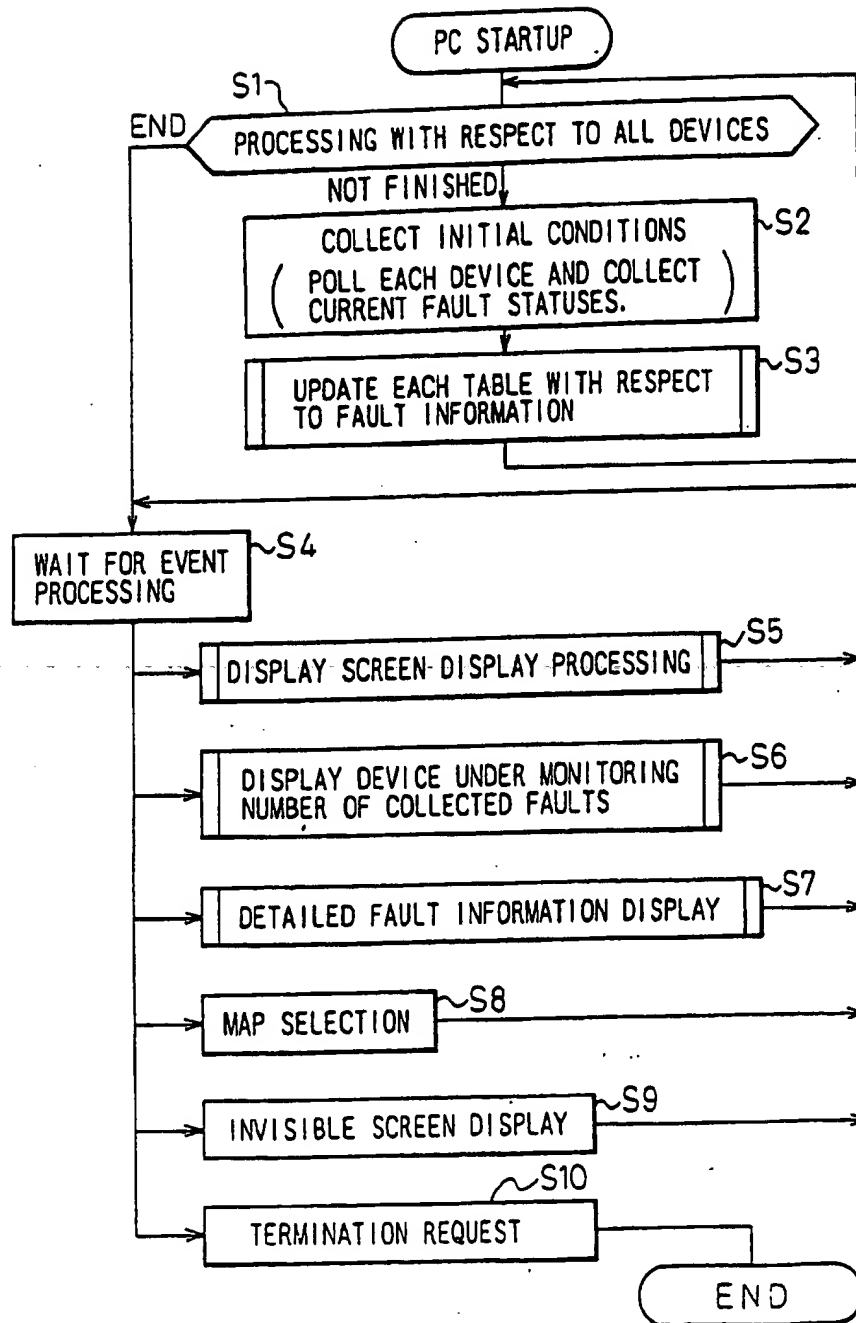 PC STARTUP
S1
END
PROCESSING WITH RESPECT TO ALL DEVICES
NOT FINISHED
S2
COLLECT INITIAL CONDITIONS
( POLL EACH DEVICE AND COLLECT
CURRENT FAULT STATUSES. )
S3
UPDATE EACH TABLE WITH RESPECT
TO FAULT INFORMATION
S4
WAIT FOR EVENT
PROCESSING
S5
DISPLAY SCREEN-DISPLAY PROCESSING
S6
DISPLAY DEVICE UNDER MONITORING
NUMBER OF COLLECTED FAULTS
S7
DETAILED FAULT INFORMATION DISPLAY
S8
MAP SELECTION
S9
INVISIBLE SCREEN DISPLAY
S10
TERMINATION REQUEST
END